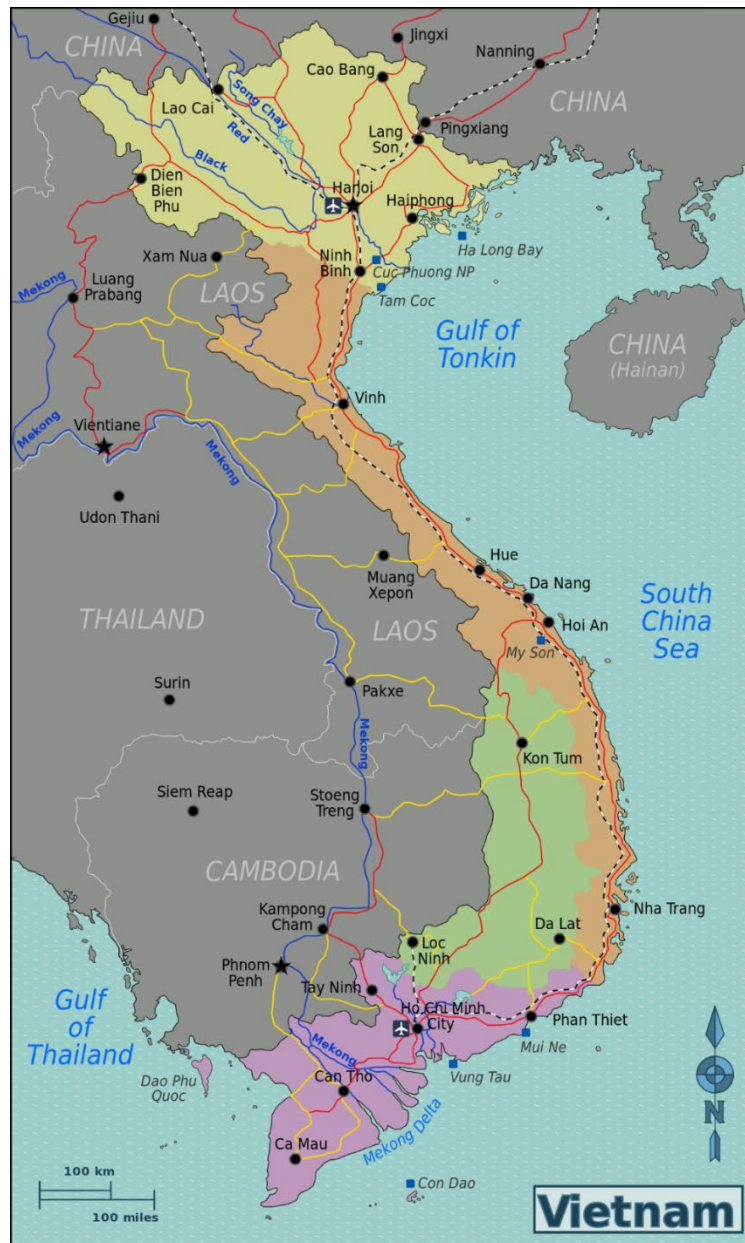 Gejiu
CHINA
Jingxi
Nanning
Cao Bang
Lao Cai
Song Chay
CHINA
Red
Pingxiang
Lang
Son
Black
Dien
Bien
Phu
Hanoi
Haiphong
Xam Nua
Ninh
Binh
Ha Long Bay
Cuc Phuong NP
Mekong
Luang
Prabang
LAOS
Tam Coc
Gulf of
Tonkin
CHINA
(Hainan)
Vinh
Vientiane
Mekong
Mekong
Udon Thani
Hue
Muang
Xepon
Da Nang
South
China
Sea
THAILAND
LAOS
Hoi An
My Son
Surin
Pakxe
Mekong
Kon Tum
Siem Reap
Stoeng
Treng
CAMBODIA
Kampong
Cham
Nha Trang
Da Lat
Loc
Ninh
Phnom
Penh
Tay Ninh
Gulf
of
Thailand
Ho Chi Minh
City
Phan Thiet
Mui Ne
Mekong
Dao Phu
Quoc
Vung Tau
Can Tho
Mekong Delta
N
Ca Mau
100 km
100 miles
Con Dao
Vietnam